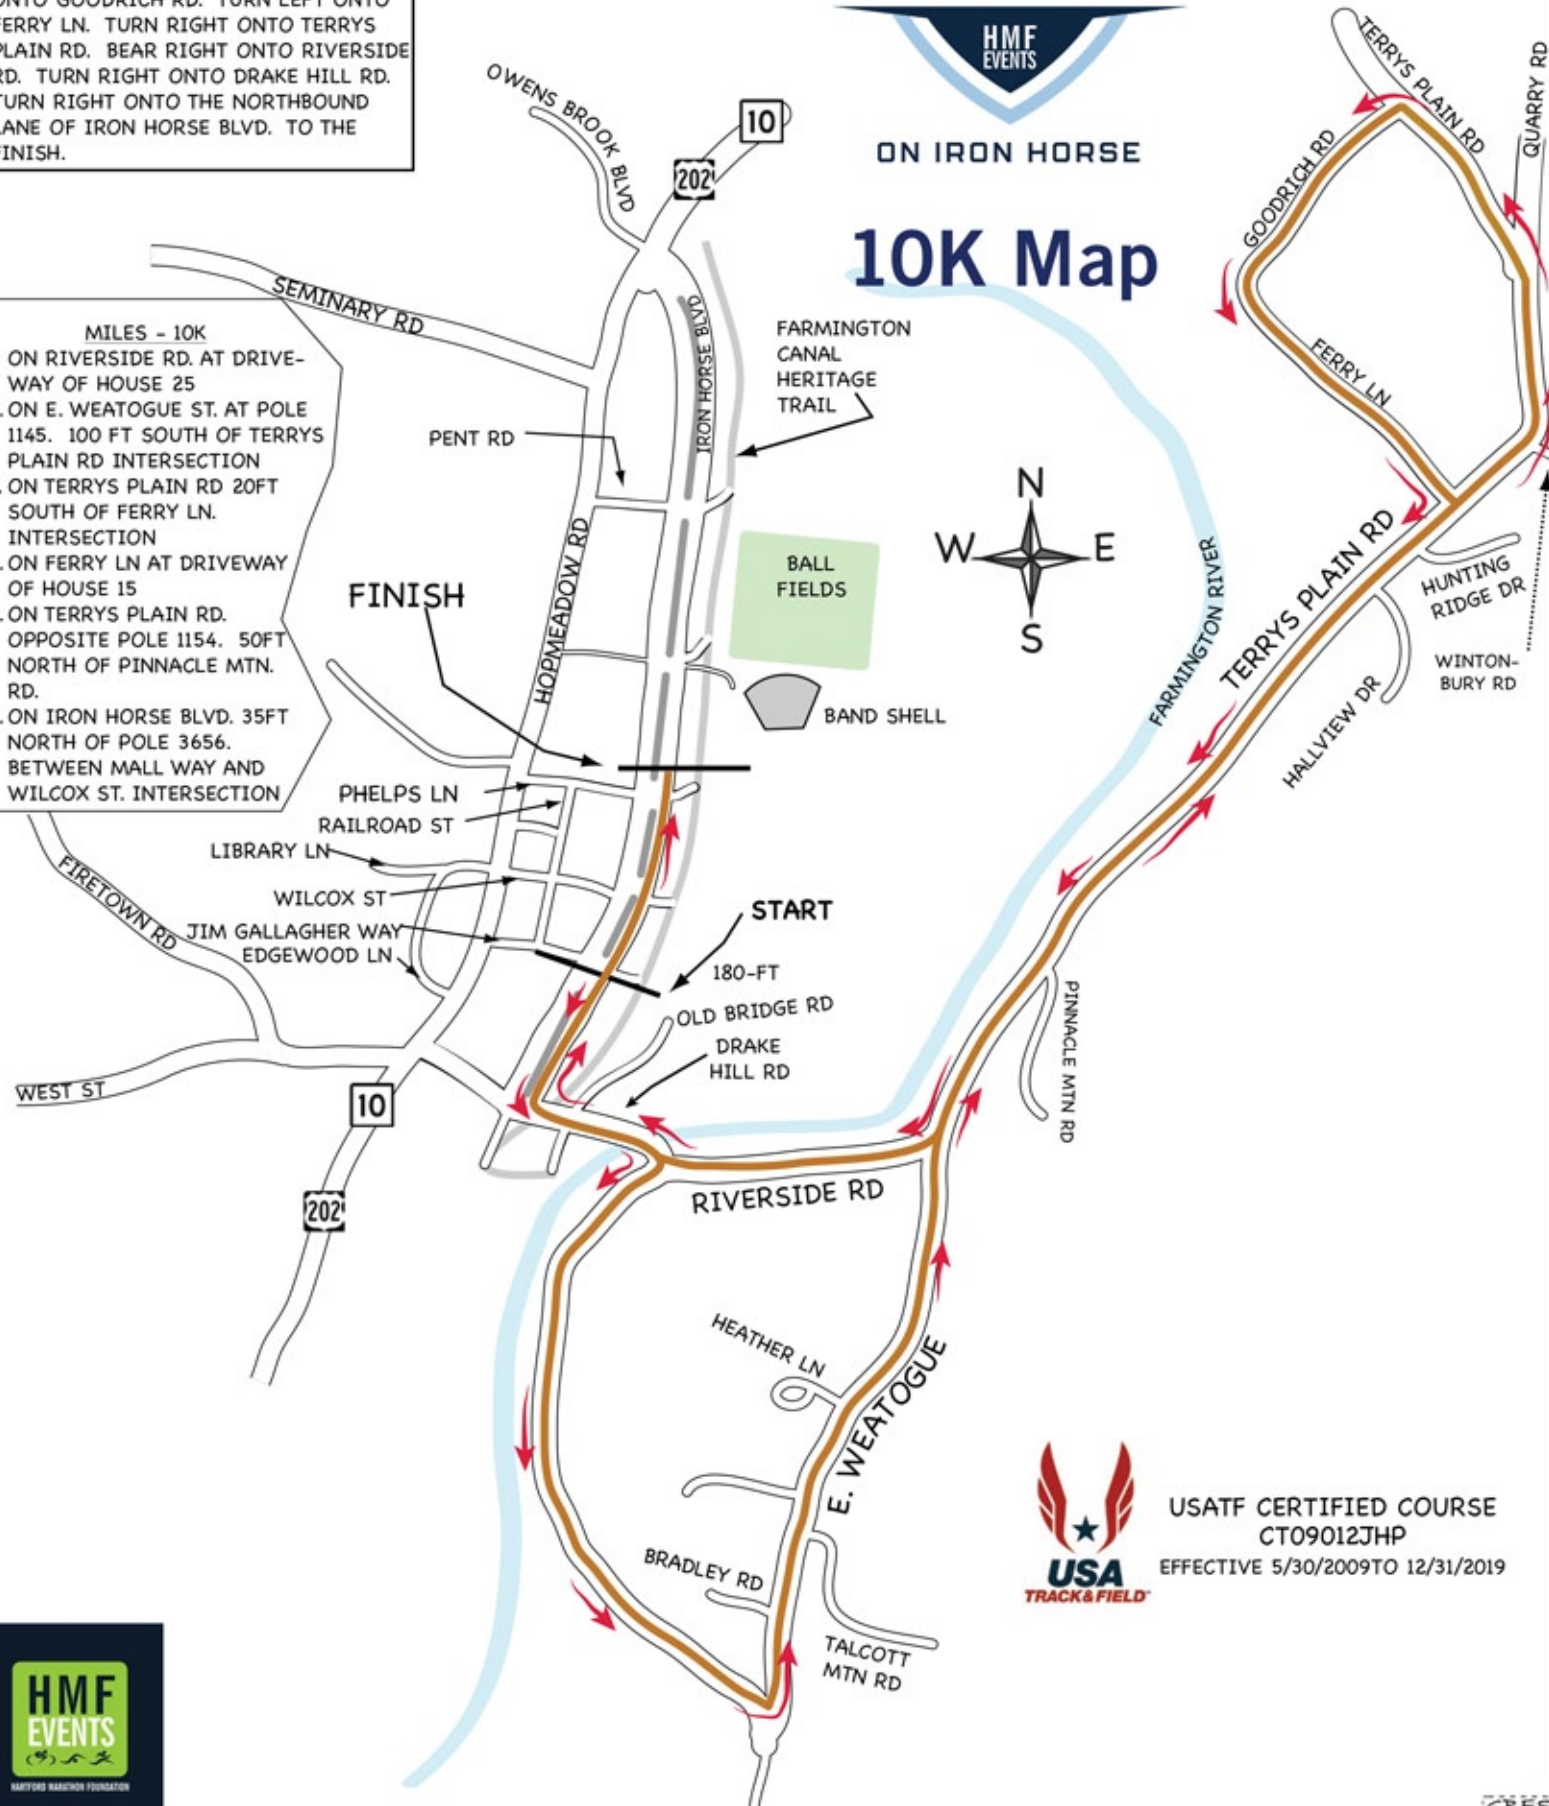 ONTO GOODRICH RD. TURN LEFT ONTO
FERRY LN. TURN RIGHT ONTO TERRYS
PLAIN RD. BEAR RIGHT ONTO RIVERSIDE
RD. TURN RIGHT ONTO DRAKE HILL RD.
TURN RIGHT ONTO THE NORTHBOUND
LANE OF IRON HORSE BLVD. TO THE
FINISH.
HMF
EVENTS
ON IRON HORSE
10K Map
OWENS BROOK BLVD
10
202
TERRYS PLAIN RD
QUARRY RD
GOODRICH RD
SEMINARY RD
IRON HORSE BLVD
FARMINGTON
CANAL
HERITAGE
TRAIL
FERRY LN
MILES - 10K
ON RIVERSIDE RD. AT DRIVE-
WAY OF HOUSE 25
. ON E. WEATOGUE ST. AT POLE
1145. 100 FT SOUTH OF TERRYS
PLAIN RD INTERSECTION
. ON TERRYS PLAIN RD 20FT
SOUTH OF FERRY LN.
INTERSECTION
. ON FERRY LN AT DRIVEWAY
OF HOUSE 15
. ON TERRYS PLAIN RD.
OPPOSITE POLE 1154. 50FT
NORTH OF PINNACLE MTN.
RD.
. ON IRON HORSE BLVD. 35FT
NORTH OF POLE 3656.
BETWEEN MALL WAY AND
WILCOX ST. INTERSECTION
PENT RD
HOPMEADOW RD
N
W
E
S
BALL
FIELDS
FINISH
BAND SHELL
FARMINGTON RIVER
TERRYS PLAIN RD
HUNTING
RIDGE DR
WINTON-
BURY RD
HALLVIEW DR
PHELPS LN
RAILROAD ST
LIBRARY LN
WILCOX ST
JIM GALLAGHER WAY
EDGEWOOD LN
FIRETOWN RD
START
180-FT
OLD BRIDGE RD
DRAKE
HILL RD
PINNACLE MTN RD
WEST ST
10
202
RIVERSIDE RD
HEATHER LN
E. WEATOGUE
BRADLEY RD
TALCOTT
MTN RD
USA
TRACK&FIELD
USATF CERTIFIED COURSE
CT09012JHP
EFFECTIVE 5/30/2009TO 12/31/2019
HMF
EVENTS
HARTFORD MARATHON FOUNDATION